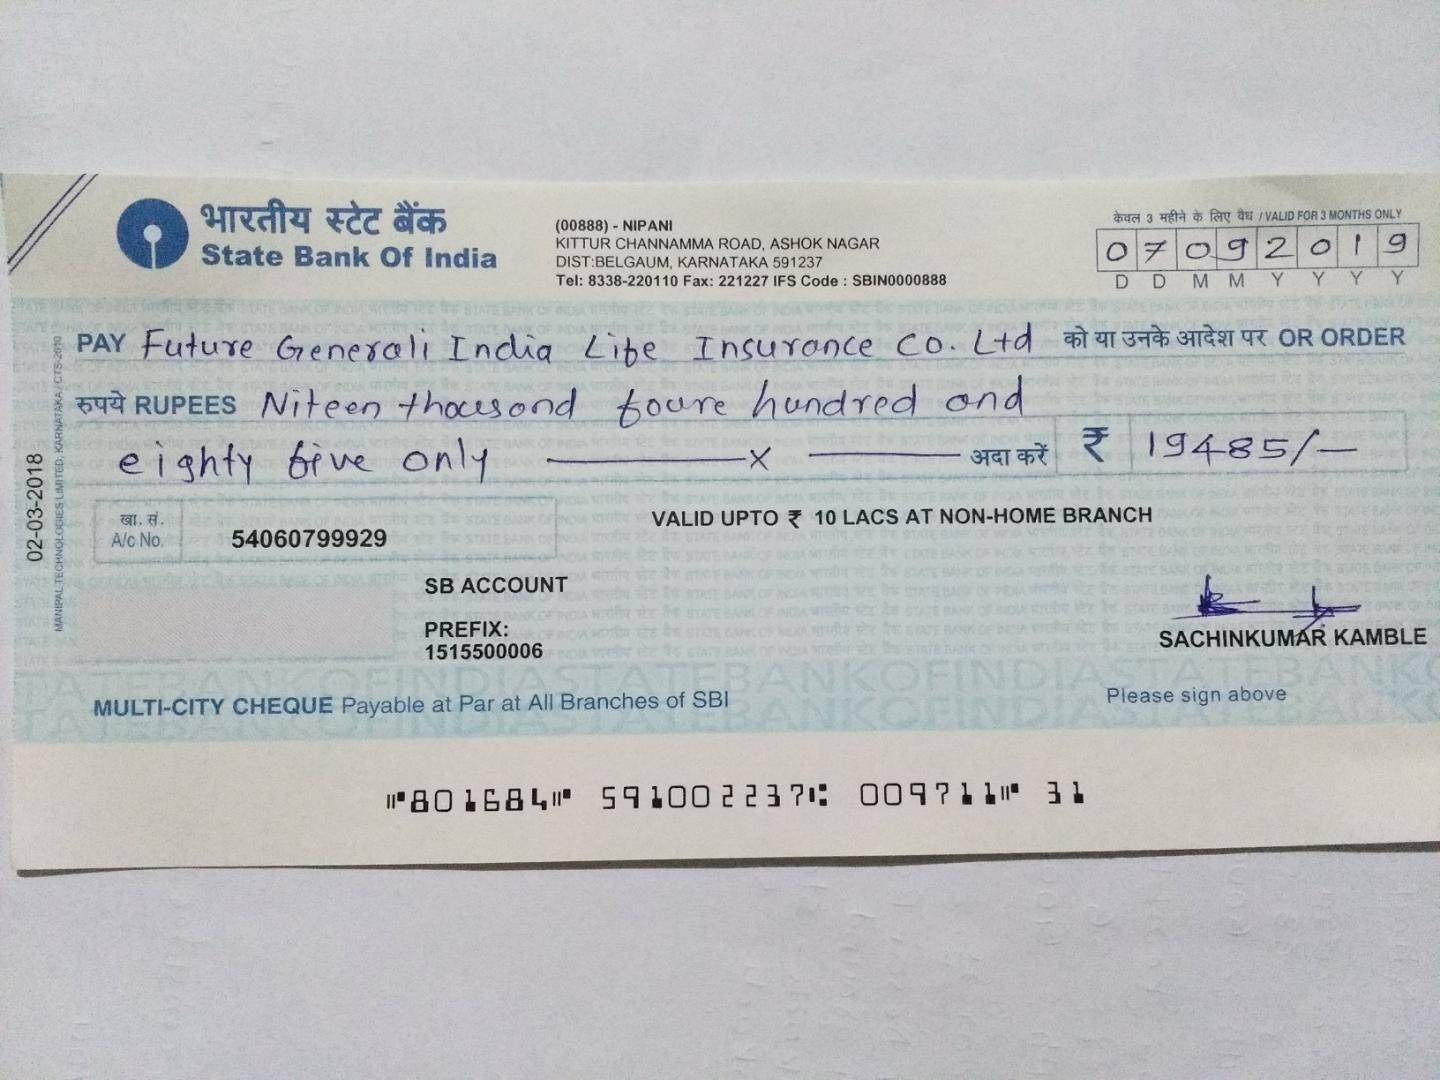 भारतीय स्टेट बैंक
State Bank Of India
(00888) - NIPANI
KITTUR CHANNAMMA ROAD, ASHOK NAGAR
DIST:BELGAUM, KARNATAKA 591237
Tel: 8338-220110 Fax: 221227 IFS Code : SBIN0000888
केवल 3 महीने के लिए वैध / VALID FOR 3 MONTHS ONLY
0 7 0 9 2 0 1 9
D D M M Y Y Y Y
PAY Future Generali India Life Insurance Co. Ltd को या उनके आदेश पर OR ORDER
रुपये RUPEES Niteen thousand foure hundred and
eighty five only ——— x ——— अदा करें ₹ 19485/—
खा. सं.
A/c No. 54060799929
VALID UPTO ₹ 10 LACS AT NON-HOME BRANCH
SB ACCOUNT
PREFIX:
1515500006
SACHINKUMAR KAMBLE
Please sign above
MULTI-CITY CHEQUE Payable at Par at All Branches of SBI
⑈801684⑈ 591002237⑆ 009711⑈ 31
02-03-2018
MANIPAL TECHNOLOGIES LIMITED, KARNATAKA / CTS-2010
STATEBANKOFINDIASTATEBANKOFINDIASTATEBANKO
STATEBANKOFINDIASTATEBANKOFINDIASTATEBANKO